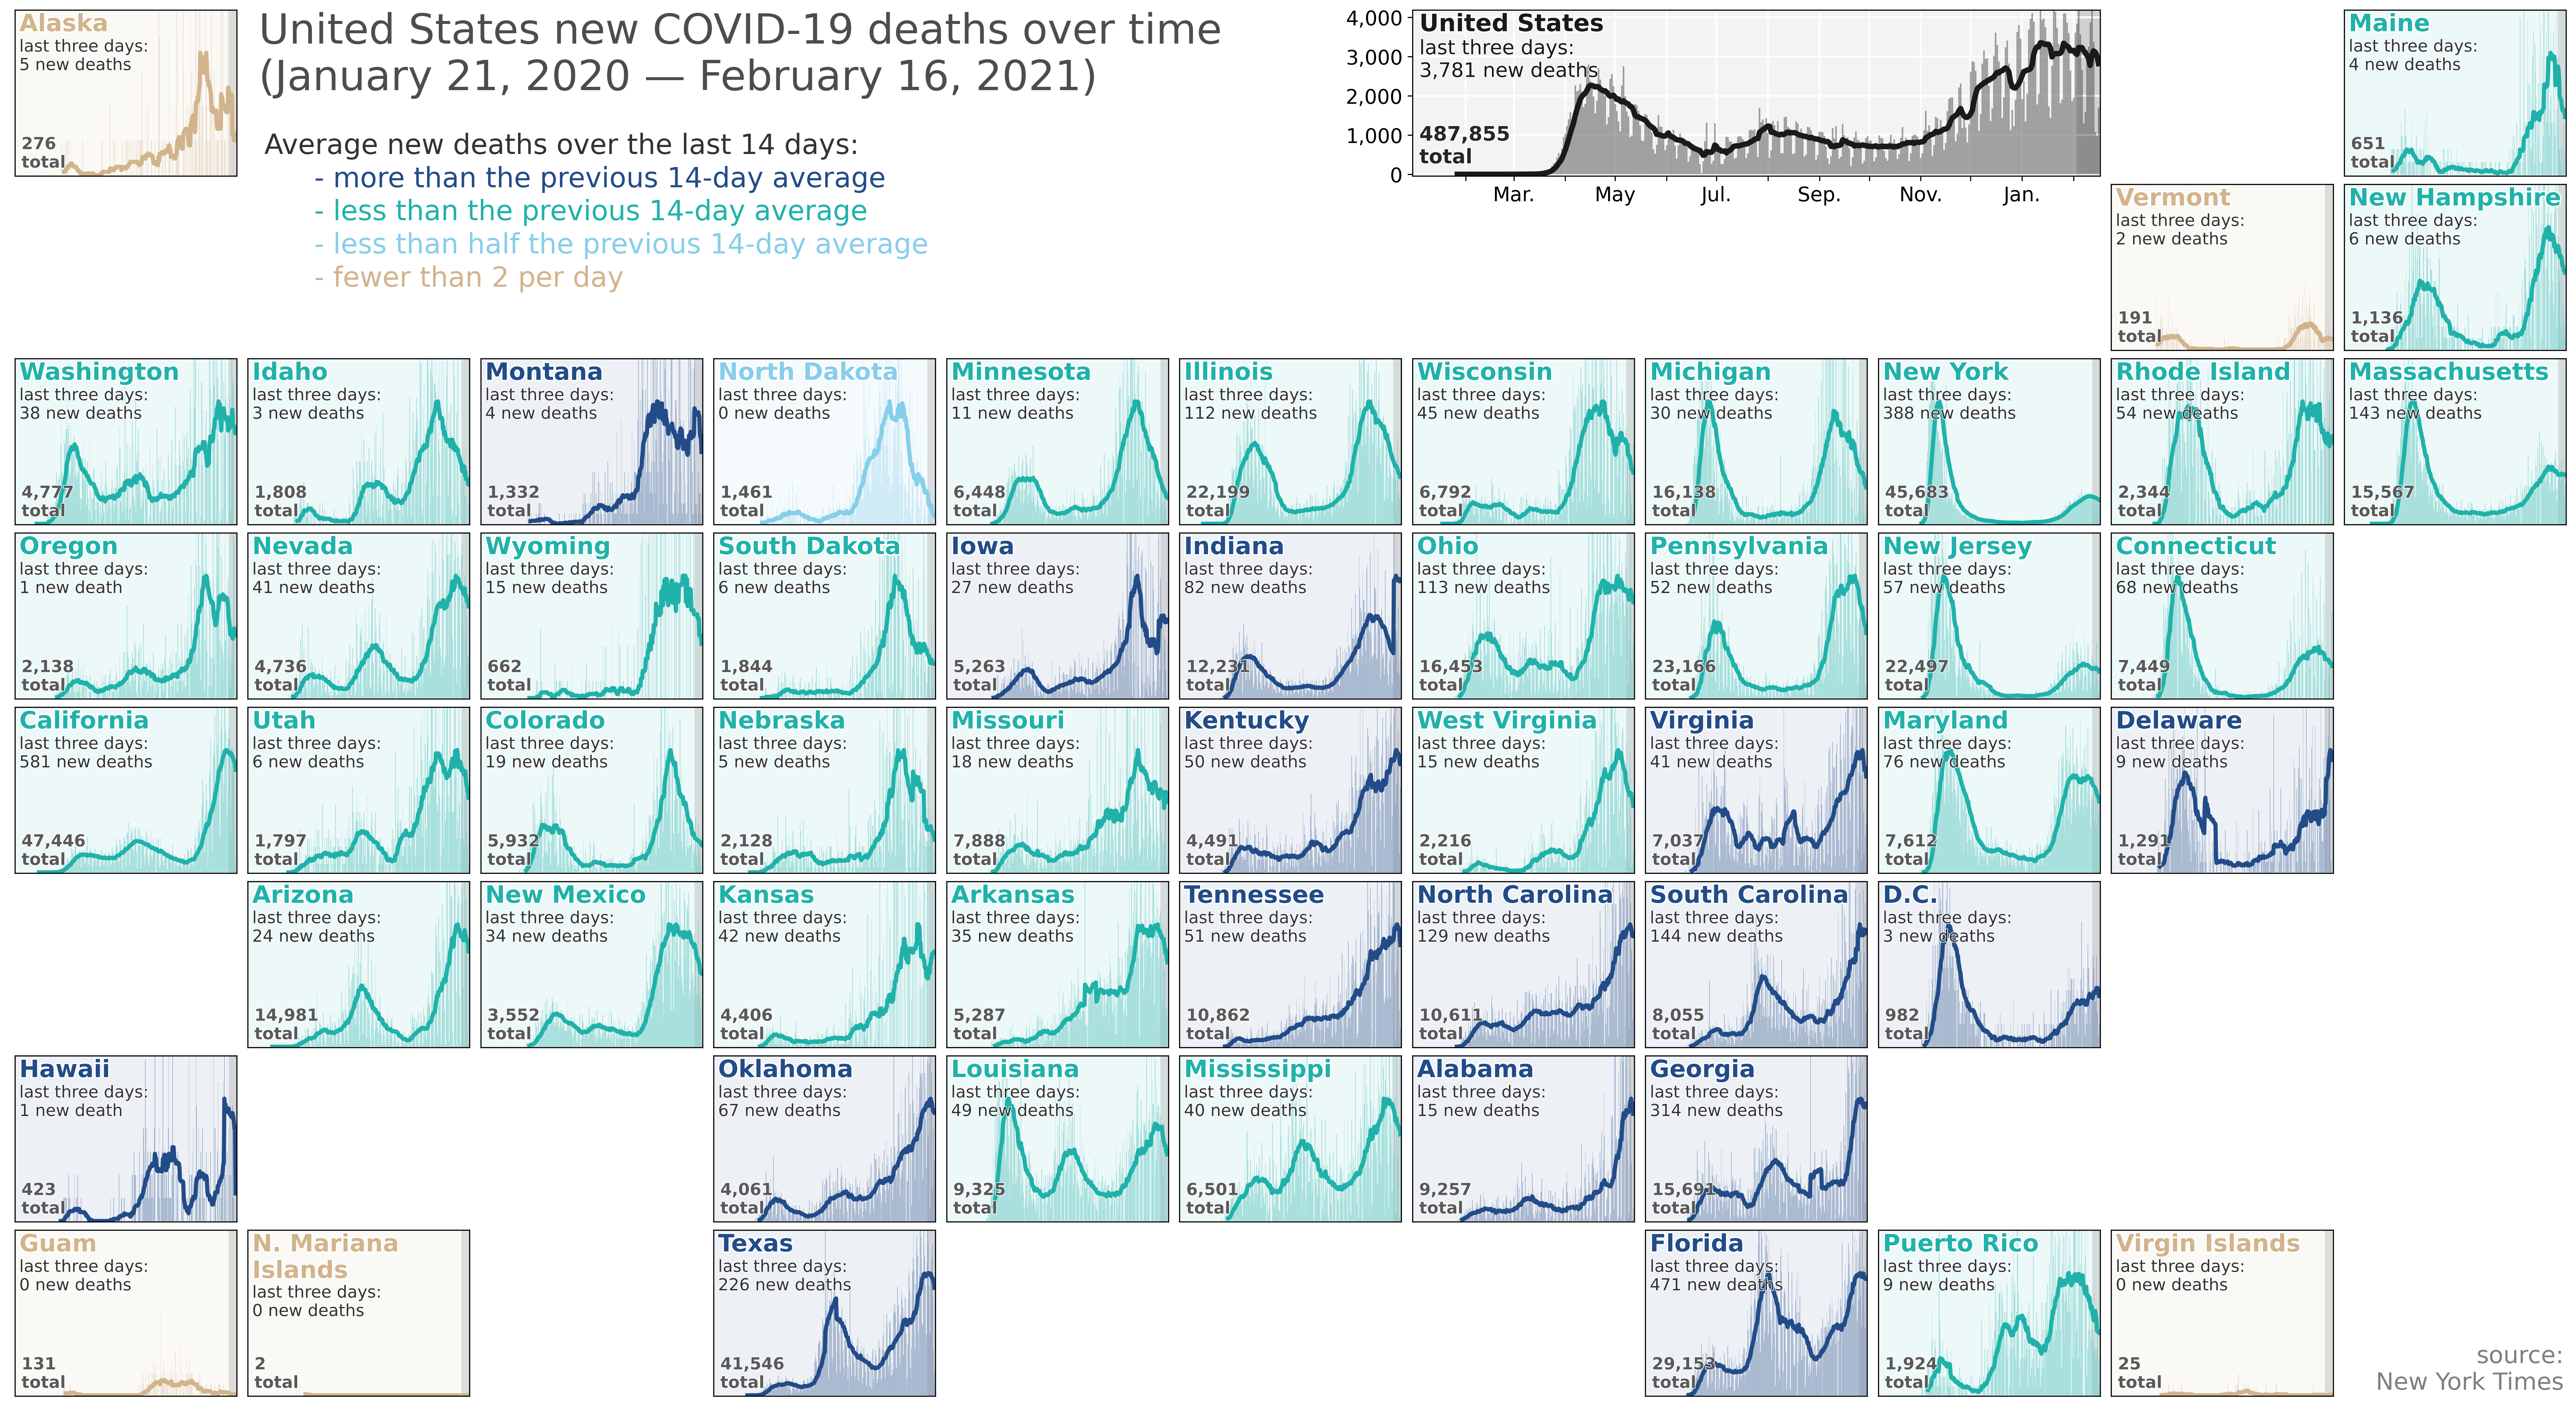 Alaska
last three days:
5 new deaths
276
total
United States new COVID-19 deaths over time
(January 21, 2020 — February 16, 2021)
Average new deaths over the last 14 days:
- more than the previous 14-day average
- less than the previous 14-day average
- less than half the previous 14-day average
- fewer than 2 per day
4,000
3,000
2,000
1,000
0
United States
last three days:
3,781 new deaths
487,855
total
Mar.
May
Jul.
Sep.
Nov.
Jan.
Maine
last three days:
4 new deaths
651
total
Vermont
last three days:
2 new deaths
191
total
New Hampshire
last three days:
6 new deaths
1,136
total
Washington
last three days:
38 new deaths
4,777
total
Idaho
last three days:
3 new deaths
1,808
total
Montana
last three days:
4 new deaths
1,332
total
North Dakota
last three days:
0 new deaths
1,461
total
Minnesota
last three days:
11 new deaths
6,448
total
Illinois
last three days:
112 new deaths
22,199
total
Wisconsin
last three days:
45 new deaths
6,792
total
Michigan
last three days:
30 new deaths
16,138
total
New York
last three days:
388 new deaths
45,683
total
Rhode Island
last three days:
54 new deaths
2,344
total
Massachusetts
last three days:
143 new deaths
15,567
total
Oregon
last three days:
1 new death
2,138
total
Nevada
last three days:
41 new deaths
4,736
total
Wyoming
last three days:
15 new deaths
662
total
South Dakota
last three days:
6 new deaths
1,844
total
Iowa
last three days:
27 new deaths
5,263
total
Indiana
last three days:
82 new deaths
12,231
total
Ohio
last three days:
113 new deaths
16,453
total
Pennsylvania
last three days:
52 new deaths
23,166
total
New Jersey
last three days:
57 new deaths
22,497
total
Connecticut
last three days:
68 new deaths
7,449
total
California
last three days:
581 new deaths
47,446
total
Utah
last three days:
6 new deaths
1,797
total
Colorado
last three days:
19 new deaths
5,932
total
Nebraska
last three days:
5 new deaths
2,128
total
Missouri
last three days:
18 new deaths
7,888
total
Kentucky
last three days:
50 new deaths
4,491
total
West Virginia
last three days:
15 new deaths
2,216
total
Virginia
last three days:
41 new deaths
7,037
total
Maryland
last three days:
76 new deaths
7,612
total
Delaware
last three days:
9 new deaths
1,291
total
Arizona
last three days:
24 new deaths
14,981
total
New Mexico
last three days:
34 new deaths
3,552
total
Kansas
last three days:
42 new deaths
4,406
total
Arkansas
last three days:
35 new deaths
5,287
total
Tennessee
last three days:
51 new deaths
10,862
total
North Carolina
last three days:
129 new deaths
10,611
total
South Carolina
last three days:
144 new deaths
8,055
total
D.C.
last three days:
3 new deaths
982
total
Hawaii
last three days:
1 new death
423
total
Oklahoma
last three days:
67 new deaths
4,061
total
Louisiana
last three days:
49 new deaths
9,325
total
Mississippi
last three days:
40 new deaths
6,501
total
Alabama
last three days:
15 new deaths
9,257
total
Georgia
last three days:
314 new deaths
15,691
total
Guam
last three days:
0 new deaths
131
total
N. Mariana
Islands
last three days:
0 new deaths
2
total
Texas
last three days:
226 new deaths
41,546
total
Florida
last three days:
471 new deaths
29,153
total
Puerto Rico
last three days:
9 new deaths
1,924
total
Virgin Islands
last three days:
0 new deaths
25
total
source:
New York Times